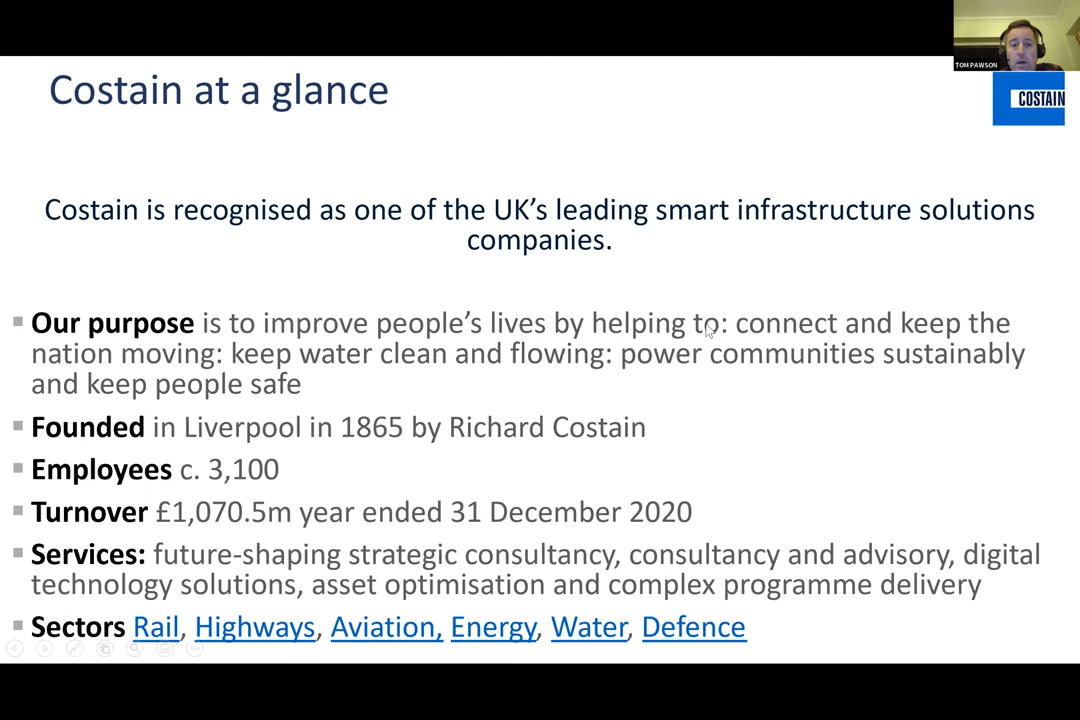 TOM PAWSON
Costain at a glance
COSTAIN
Costain is recognised as one of the UK’s leading smart infrastructure solutions
companies.
Our purpose is to improve people’s lives by helping to: connect and keep the
nation moving: keep water clean and flowing: power communities sustainably
and keep people safe
Founded in Liverpool in 1865 by Richard Costain
Employees c. 3,100
Turnover £1,070.5m year ended 31 December 2020
Services: future-shaping strategic consultancy, consultancy and advisory, digital
technology solutions, asset optimisation and complex programme delivery
Sectors Rail, Highways, Aviation, Energy, Water, Defence